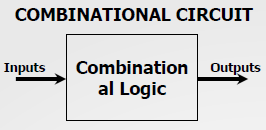 COMBINATIONAL CIRCUIT
Inputs
Combination
al Logic
Outputs